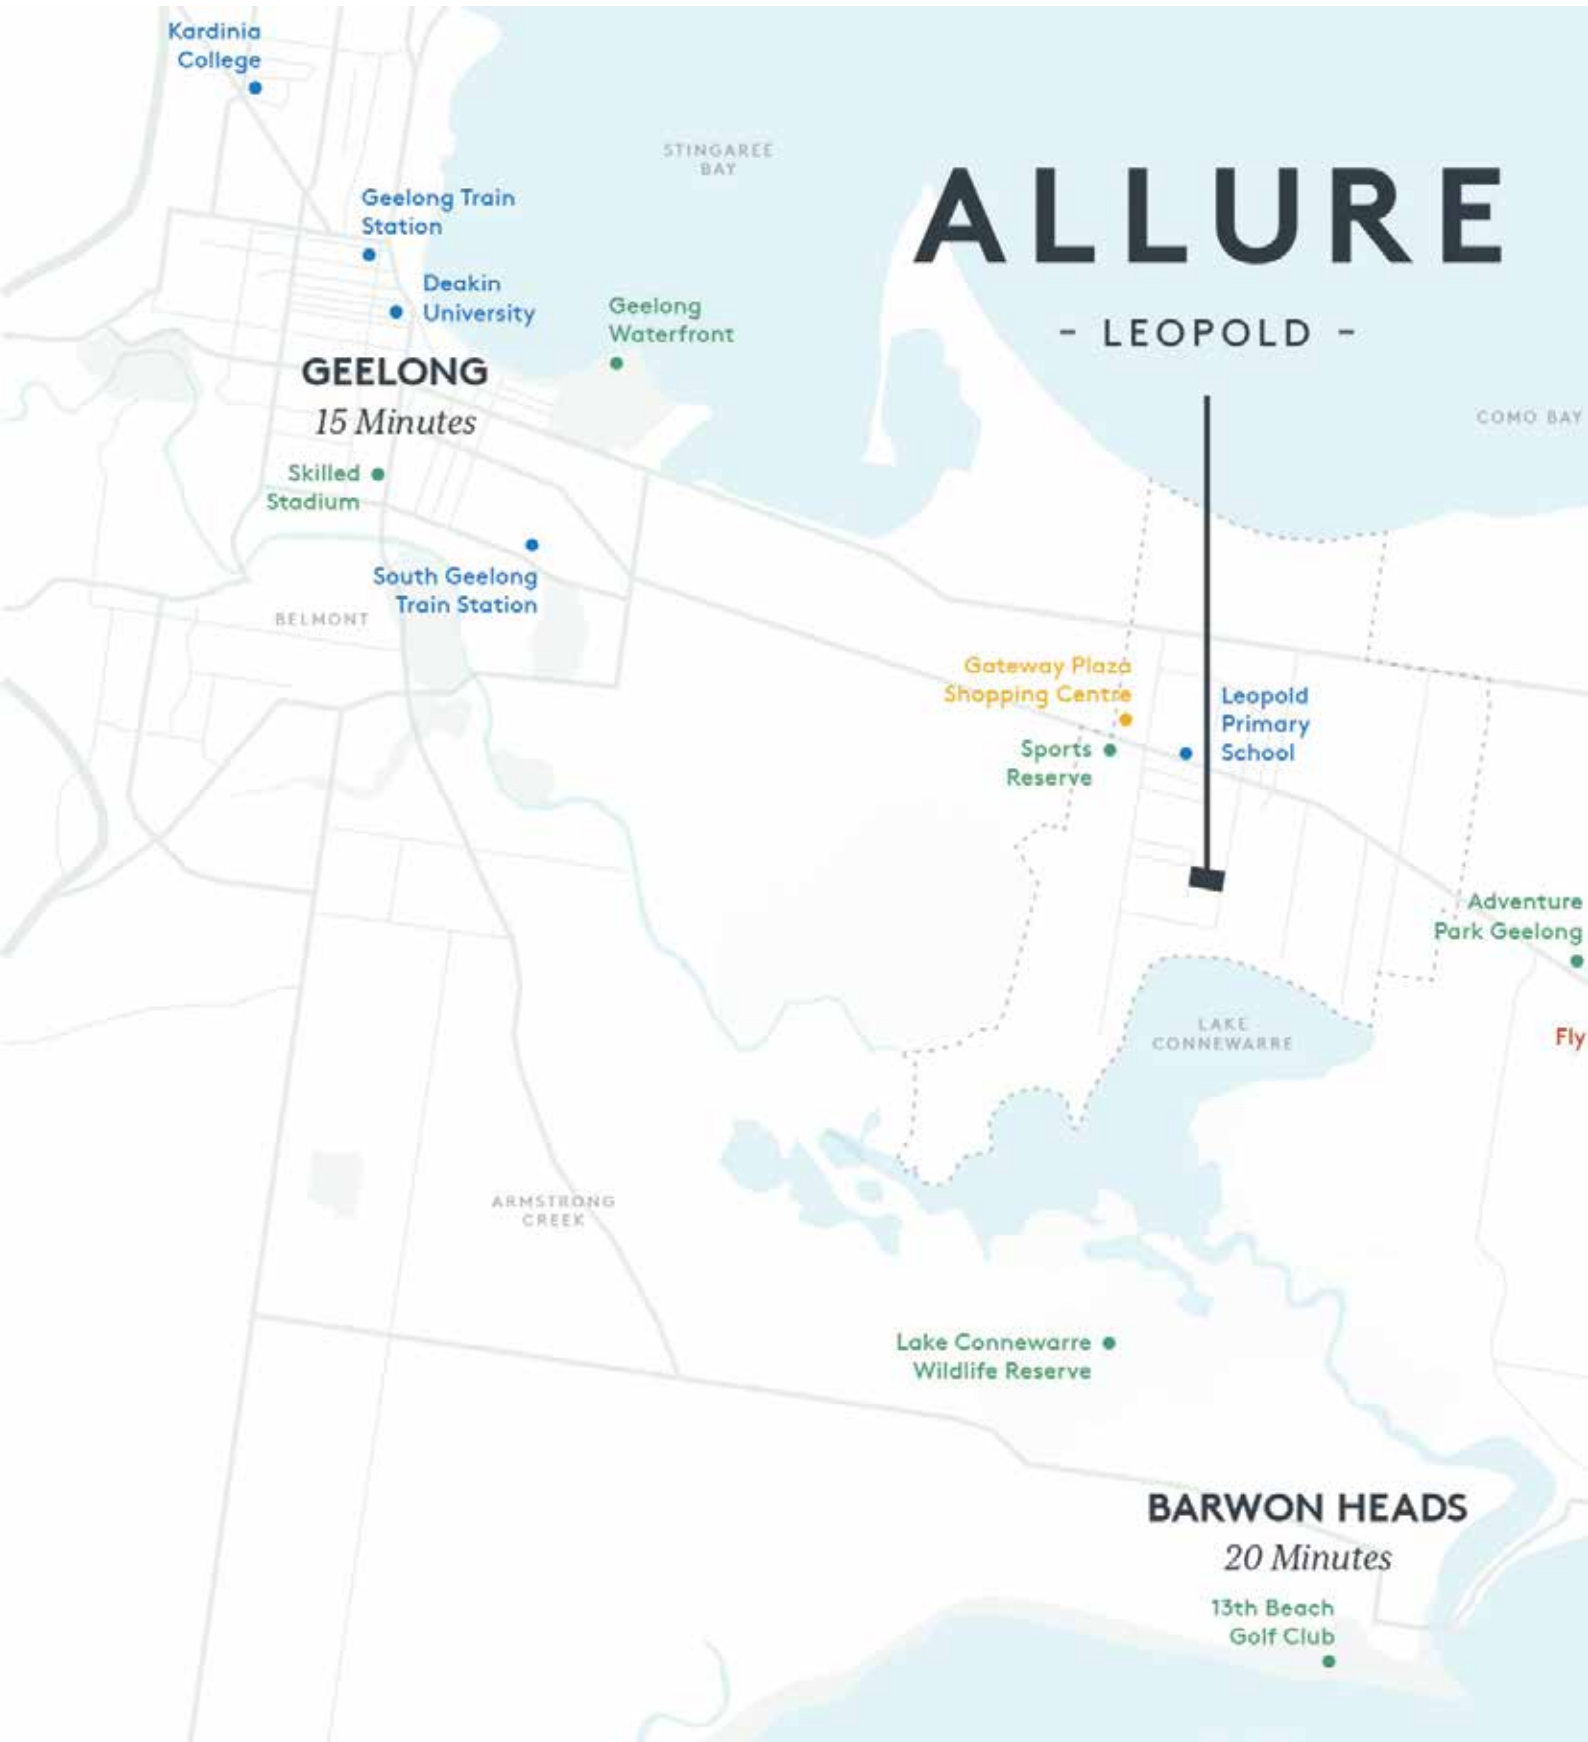 Kardinia
College
STINGAREE
BAY
ALLURE
- LEOPOLD -
Geelong Train
Station
Deakin
University
Geelong
Waterfront
GEELONG
15 Minutes
COMO BAY
Skilled
Stadium
South Geelong
Train Station
BELMONT
Gateway Plaza
Shopping Centre
Leopold
Primary
School
Sports
Reserve
Adventure
Park Geelong
LAKE
CONNEWARRE
Fly
ARMSTRONG
CREEK
Lake Connewarre
Wildlife Reserve
BARWON HEADS
20 Minutes
13th Beach
Golf Club